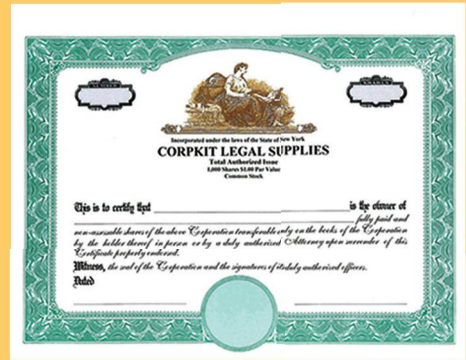 NUMBER
SHARES
Incorporated under the laws of the State of New York
CORPKIT LEGAL SUPPLIES
Total Authorized Issue
1,000 Shares $1.00 Par Value
Common Stock
This is to certify that is the owner of
fully paid and
non-assessable shares of the above Corporation transferable only on the books of the Corporation
by the holder thereof in person or by a duly authorized Attorney upon surrender of this
Certificate properly endorsed.
Witness, the seal of the Corporation and the signatures of its duly authorized officers.
Dated